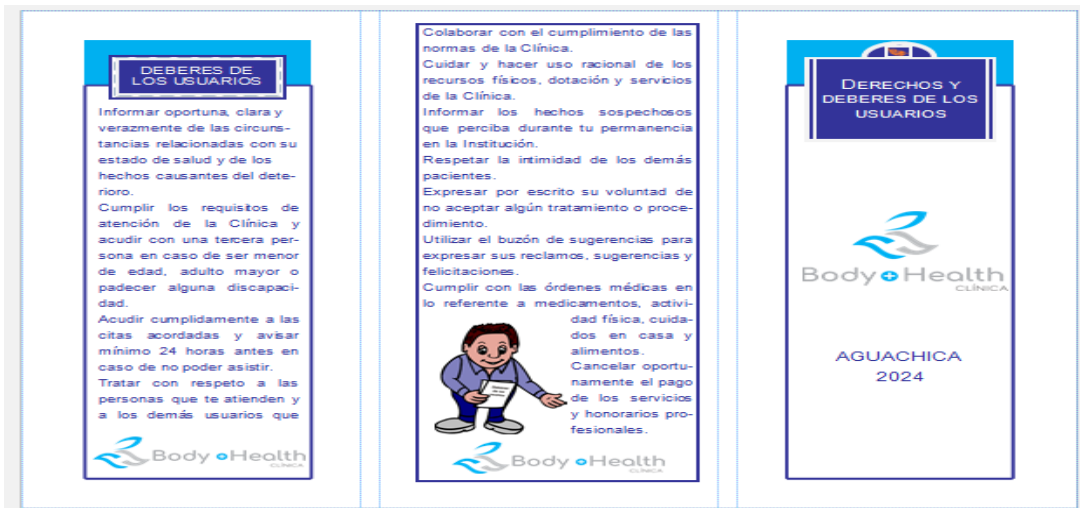 DEBERES DE
LOS USUARIOS
Informar oportuna, clara y
verazmente de las circuns-
tancias relacionadas con su
estado de salud y de los
hechos causantes del dete-
rioro.
Cumplir los requisitos de
atención de la Clínica y
acudir con una tercera per-
sona en caso de ser menor
de edad, adulto mayor o
padecer alguna discapaci-
dad.
Acudir cumplidamente a las
citas acordadas y avisar
mínimo 24 horas antes en
caso de no poder asistir.
Tratar con respeto a las
personas que te atienden y
a los demás usuarios que
Body Health
CLÍNICA
Colaborar con el cumplimiento de las
normas de la Clínica.
Cuidar y hacer uso racional de los
recursos físicos, dotación y servicios
de la Clínica.
Informar los hechos sospechosos
que perciba durante tu permanencia
en la Institución.
Respetar la intimidad de los demás
pacientes.
Expresar por escrito su voluntad de
no aceptar algún tratamiento o proce-
dimiento.
Utilizar el buzón de sugerencias para
expresar sus reclamos, sugerencias y
felicitaciones.
Cumplir con las órdenes médicas en
lo referente a medicamentos, activi-
dad física, cuida-
dos en casa y
alimentos.
Cancelar oportu-
namente el pago
de los servicios
y honorarios pro-
fesionales.
Body Health
CLÍNICA
DERECHOS Y
DEBERES DE LOS
USUARIOS
Body Health
CLÍNICA
AGUACHICA
2024